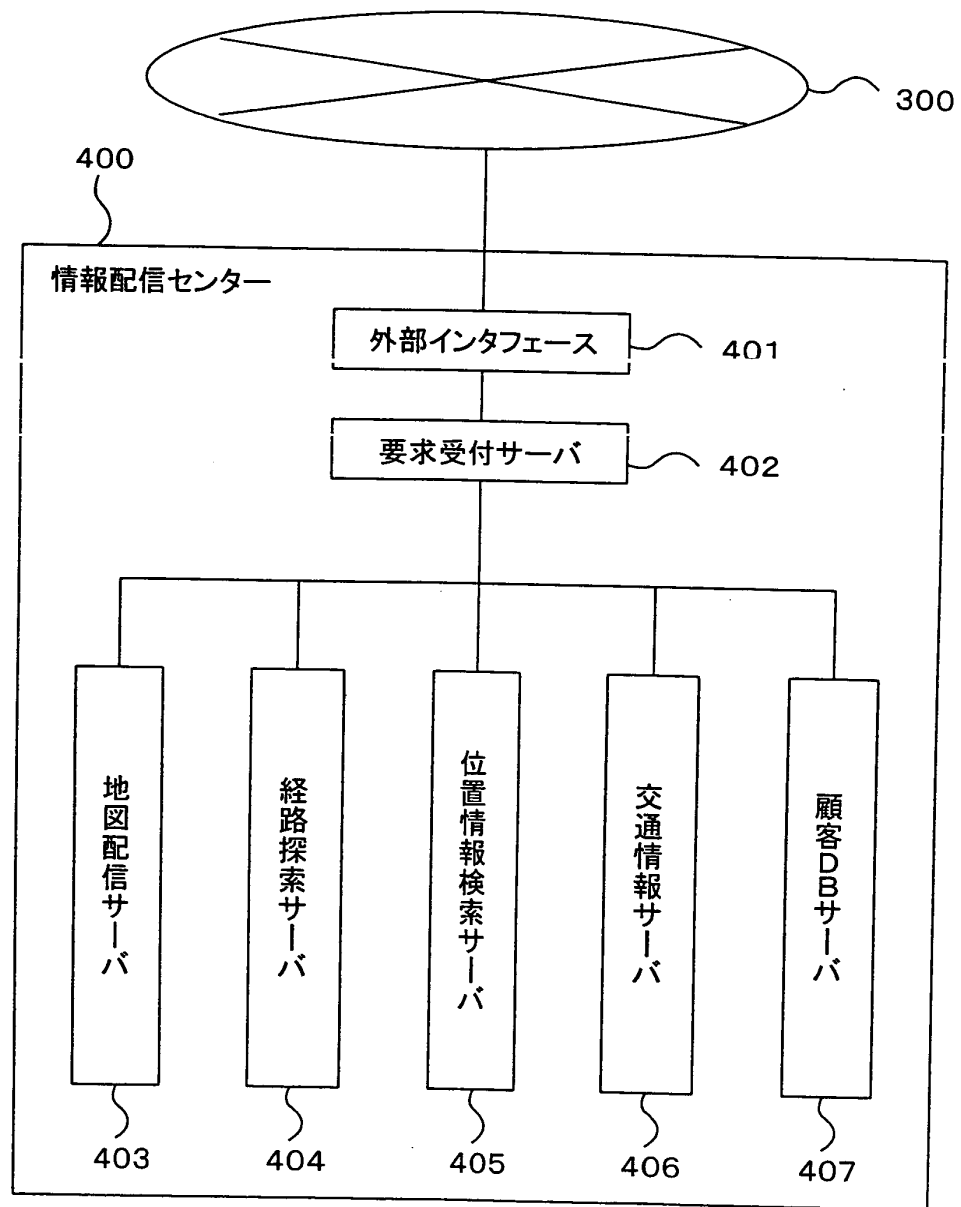 300
400
情報配信センター
外部インタフェース
401
要求受付サーバ
402
地図配信サーバ
経路探索サーバ
位置情報検索サーバ
交通情報サーバ
顧客DBサーバ
403
404
405
406
407